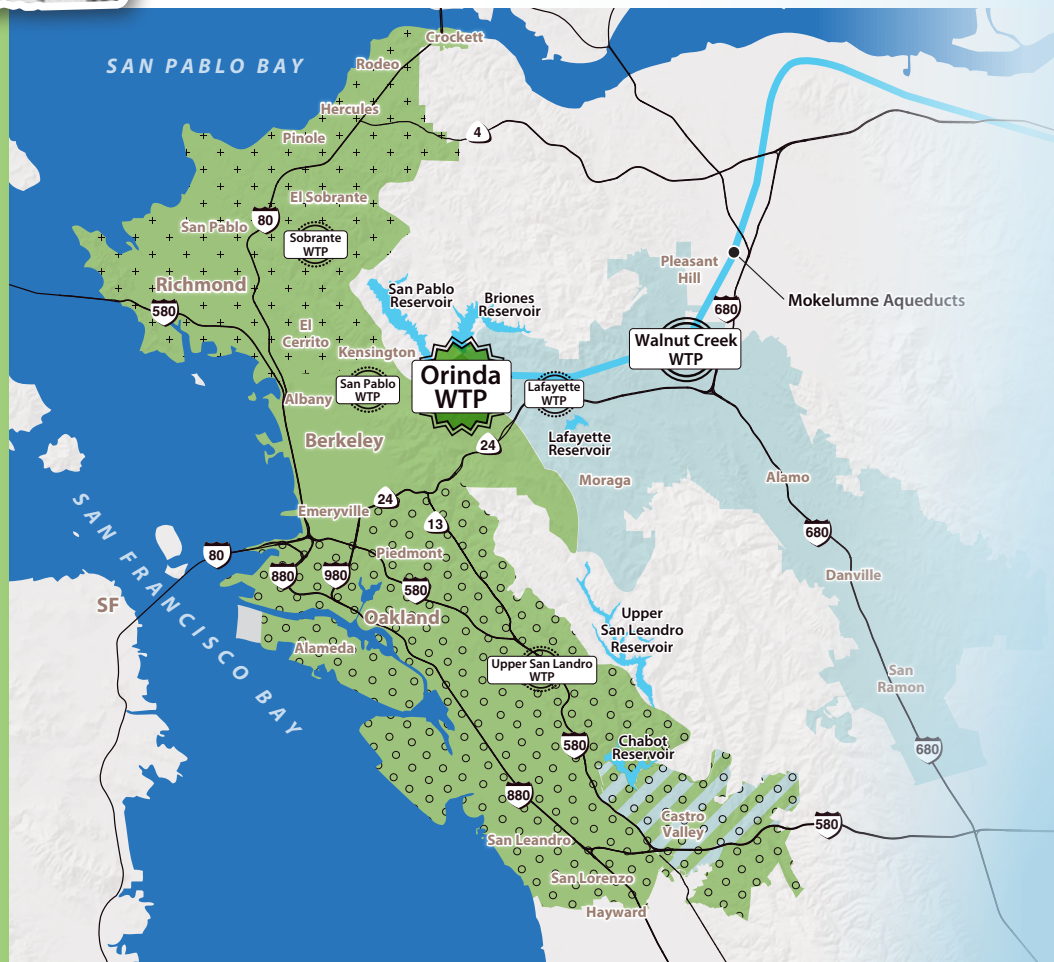 Crockett
SAN PABLO BAY
Rodeo
Hercules
4
Pinole
El Sobrante
80
San Pablo
Sobrante
WTP
Pleasant
Hill
Richmond
San Pablo
Reservoir
Briones
Reservoir
Mokelumne Aqueducts
580
680
El
Cerrito
Kensington
Walnut Creek
WTP
Orinda
WTP
San Pablo
WTP
Lafayette
WTP
Albany
Berkeley
24
Lafayette
Reservoir
Moraga
Alamo
24
Emeryville
13
SAN FRANCISCO BAY
680
80
Piedmont
880
980
580
Danville
SF
Oakland
Upper
San Leandro
Reservoir
Alameda
Upper San Landro
WTP
San
Ramon
580
Chabot
Reservoir
680
880
Castro
Valley
580
San Leandro
San Lorenzo
Hayward